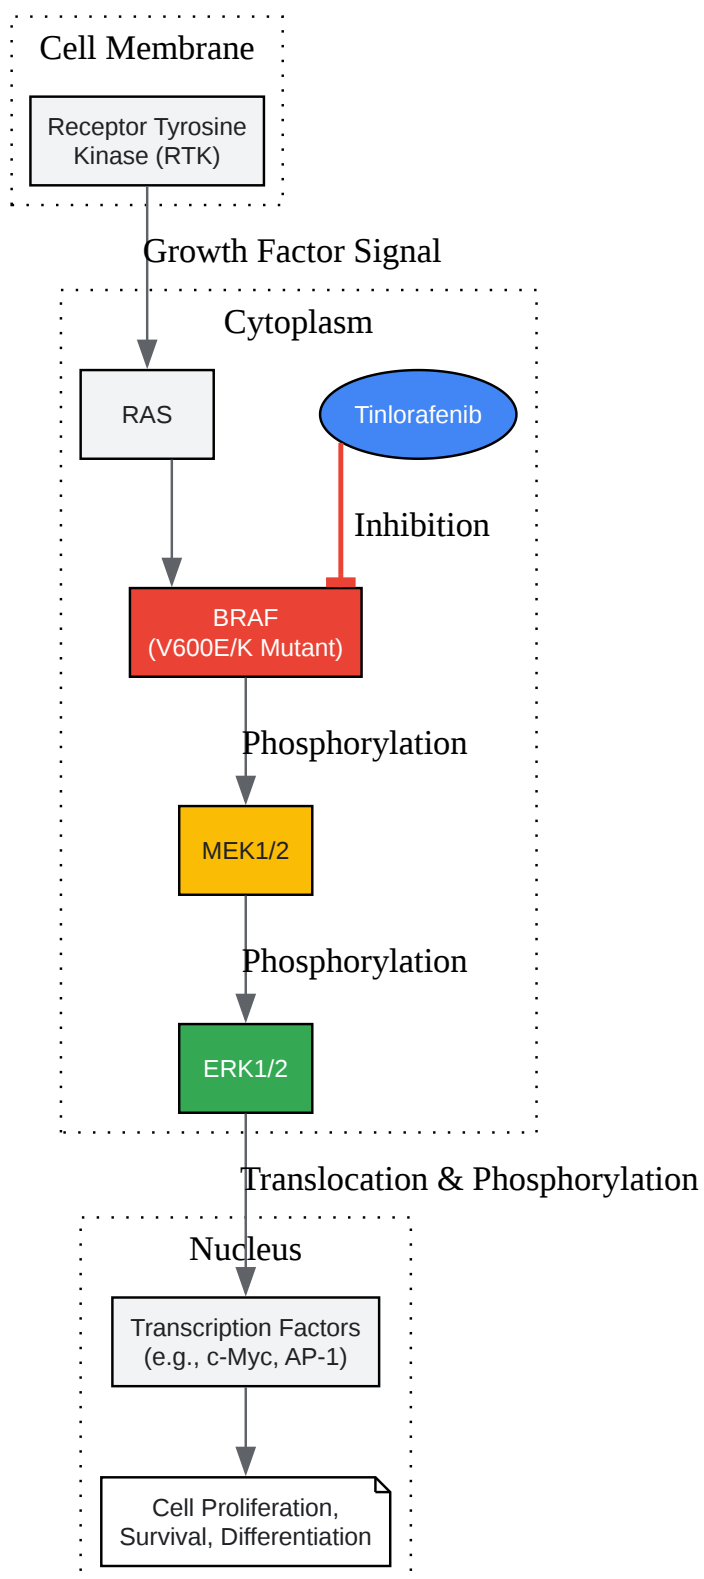 Cell Membrane
Receptor Tyrosine
Kinase (RTK)
Growth Factor Signal
Cytoplasm
RAS
Tinlorafenib
Inhibition
BRAF
(V600E/K Mutant)
Phosphorylation
MEK1/2
Phosphorylation
ERK1/2
Translocation & Phosphorylation
Nucleus
Transcription Factors
(e.g., c-Myc, AP-1)
Cell Proliferation,
Survival, Differentiation